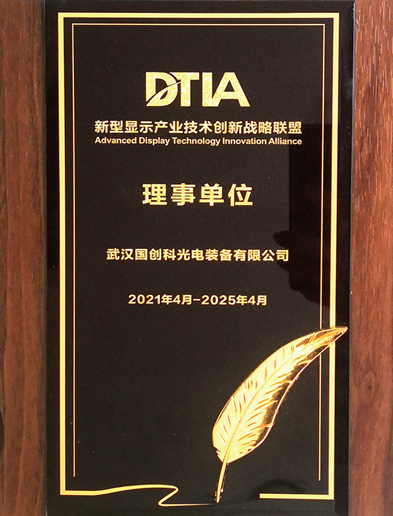 DTIA
新型显示产业技术创新战略联盟
Advanced Display Technology Innovation Alliance
理事单位
武汉国创科光电装备有限公司
2021年4月-2025年4月